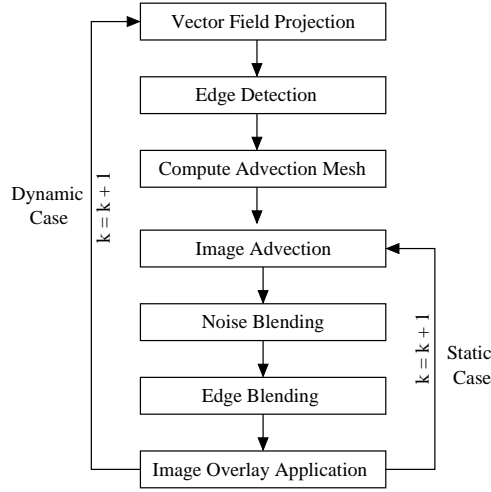 Vector Field Projection
Edge Detection
Compute Advection Mesh
Dynamic
Case
k = k + 1
Image Advection
Noise Blending
k = k + 1
Static
Case
Edge Blending
Image Overlay Application